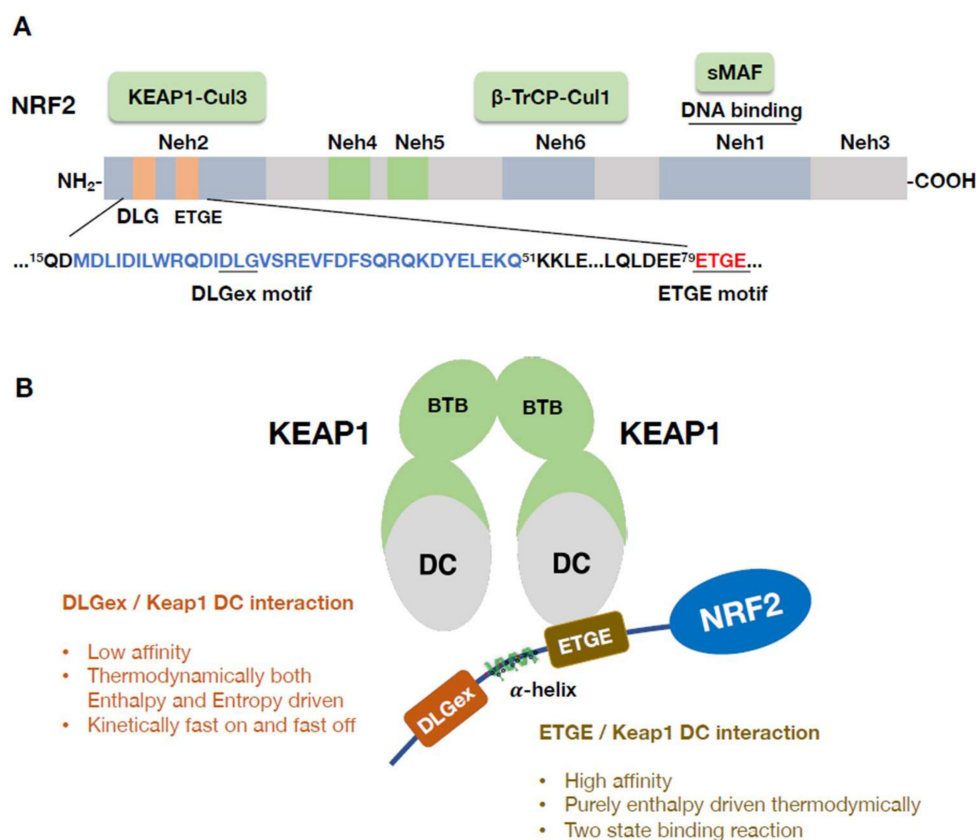 A
NRF2
KEAP1-Cul3
β-TrCP-Cul1
sMAF
DNA binding
Neh2
Neh4
Neh5
Neh6
Neh1
Neh3
NH₂-
-COOH
DLG
ETGE
...¹⁵QDMDLIDILWRQDIDLGVSREVFDFSQRQKDYELEKQ⁵¹KKLE...LQLDEE⁷⁹ETGE...
DLGex motif
ETGE motif
B
KEAP1
BTB
BTB
KEAP1
DC
DC
DLGex / Keap1 DC interaction
• Low affinity
• Thermodynamically both
Enthalpy and Entropy driven
• Kinetically fast on and fast off
NRF2
ETGE
α-helix
DLGex
ETGE / Keap1 DC interaction
• High affinity
• Purely enthalpy driven thermodymically
• Two state binding reaction